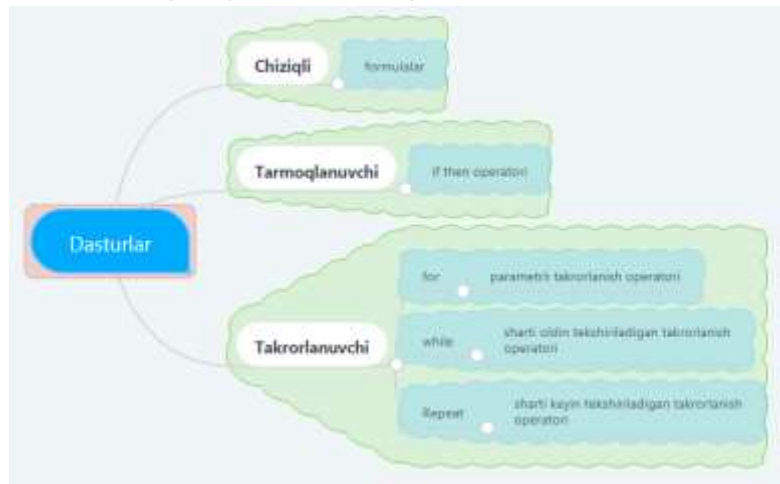 Chiziqli
formulalar
Tarmoqlanuvchi
if then operatori
Dasturlar
for
parametrli takrorlanish operatori
Takrorlanuvchi
while
sharti oldin tekshiriladigan takrorlanish
operatori
Repeat
sharti keyin tekshiriladigan takrorlanish
operatori